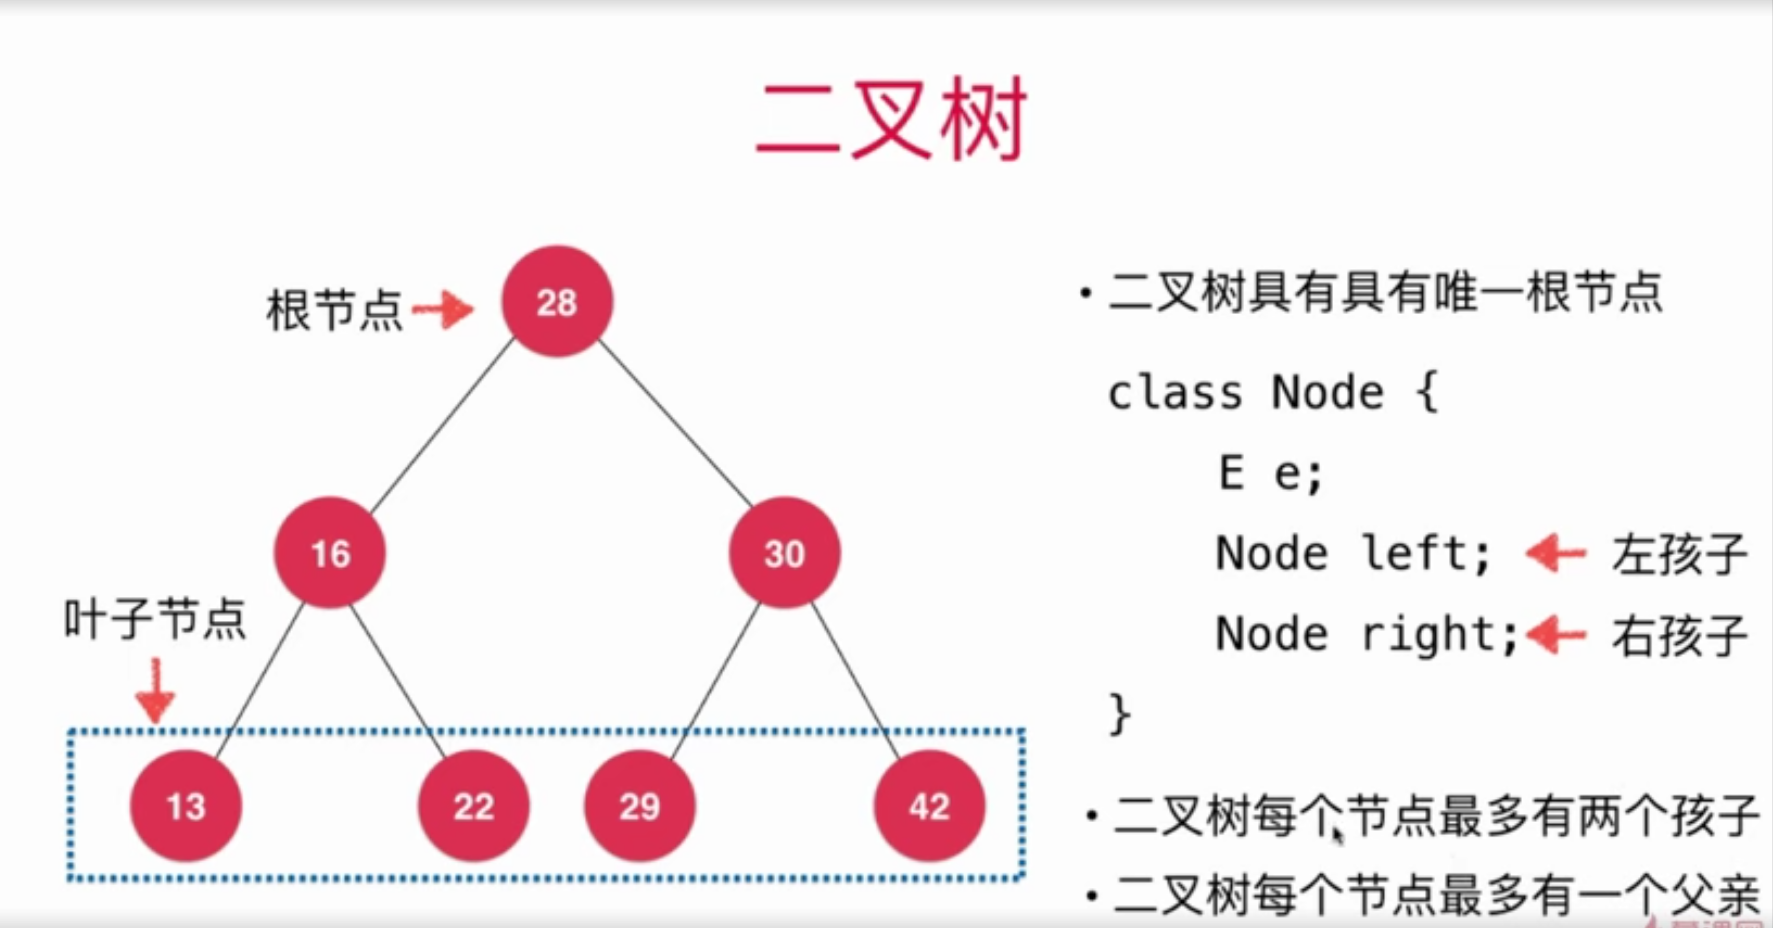 二叉树
根节点
28
16
30
叶子节点
13
22
29
42
• 二叉树具有具有唯一根节点
class Node {
E e;
Node left; 左孩子
Node right; 右孩子
}
• 二叉树每个节点最多有两个孩子
• 二叉树每个节点最多有一个父亲